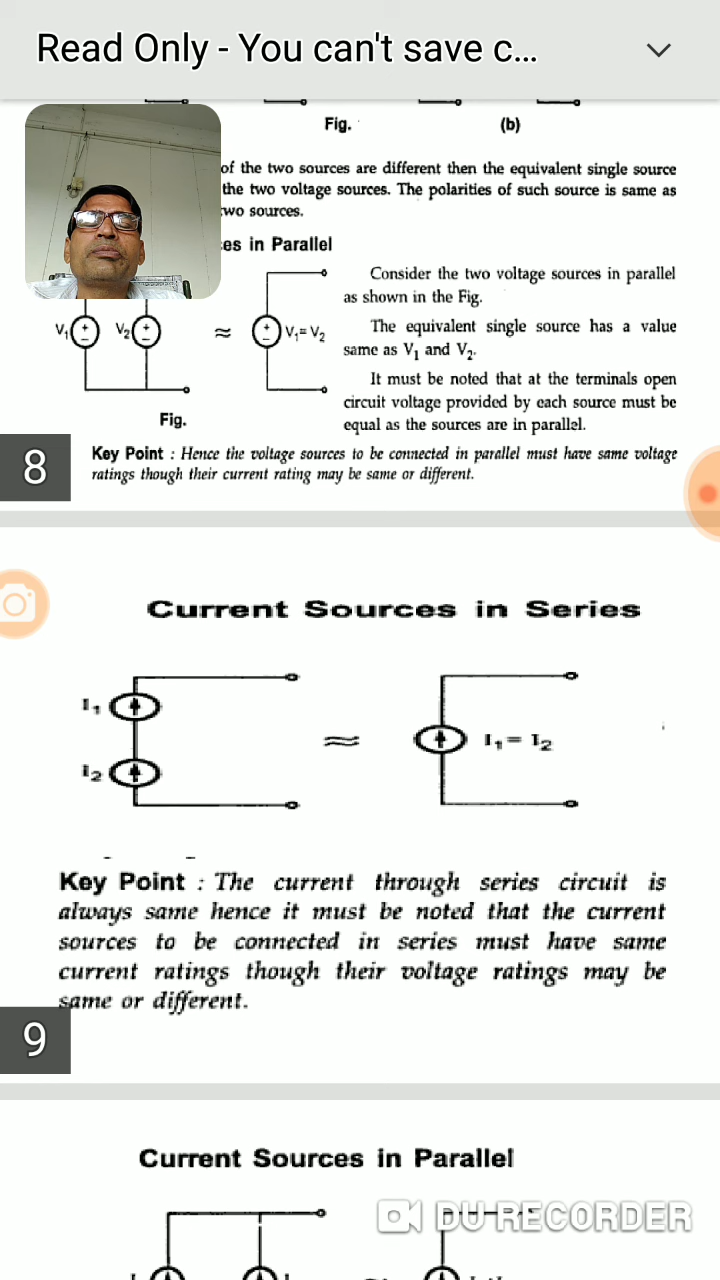 Read Only - You can't save c...
Fig.
(b)
of the two sources are different then the equivalent single source
the two voltage sources. The polarities of such source is same as
two sources.
es in Parallel
Consider the two voltage sources in parallel
as shown in the Fig.
V1 V2 ≈ V1= V2
The equivalent single source has a value
same as V1 and V2.
It must be noted that at the terminals open
circuit voltage provided by each source must be
equal as the sources are in parallel.
Fig.
8
Key Point : Hence the voltage sources to be connected in parallel must have same voltage
ratings though their current rating may be same or different.
Current Sources in Series
I1
I2
≈
I1= I2
Key Point : The current through series circuit is
always same hence it must be noted that the current
sources to be connected in series must have same
current ratings though their voltage ratings may be
same or different.
9
Current Sources in Parallel
DU RECORDER